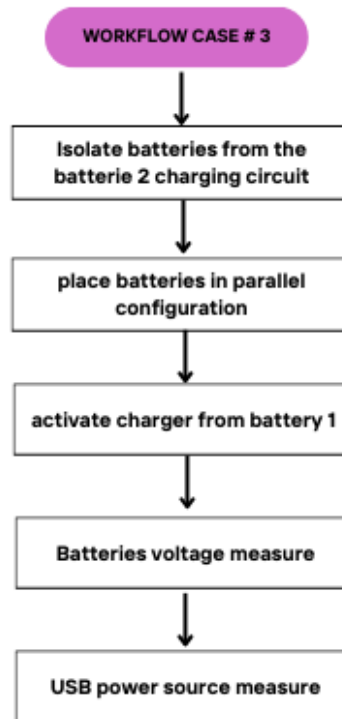 WORKFLOW CASE # 3
Isolate batteries from the
batterie 2 charging circuit
place batteries in parallel
configuration
activate charger from battery 1
Batteries voltage measure
USB power source measure